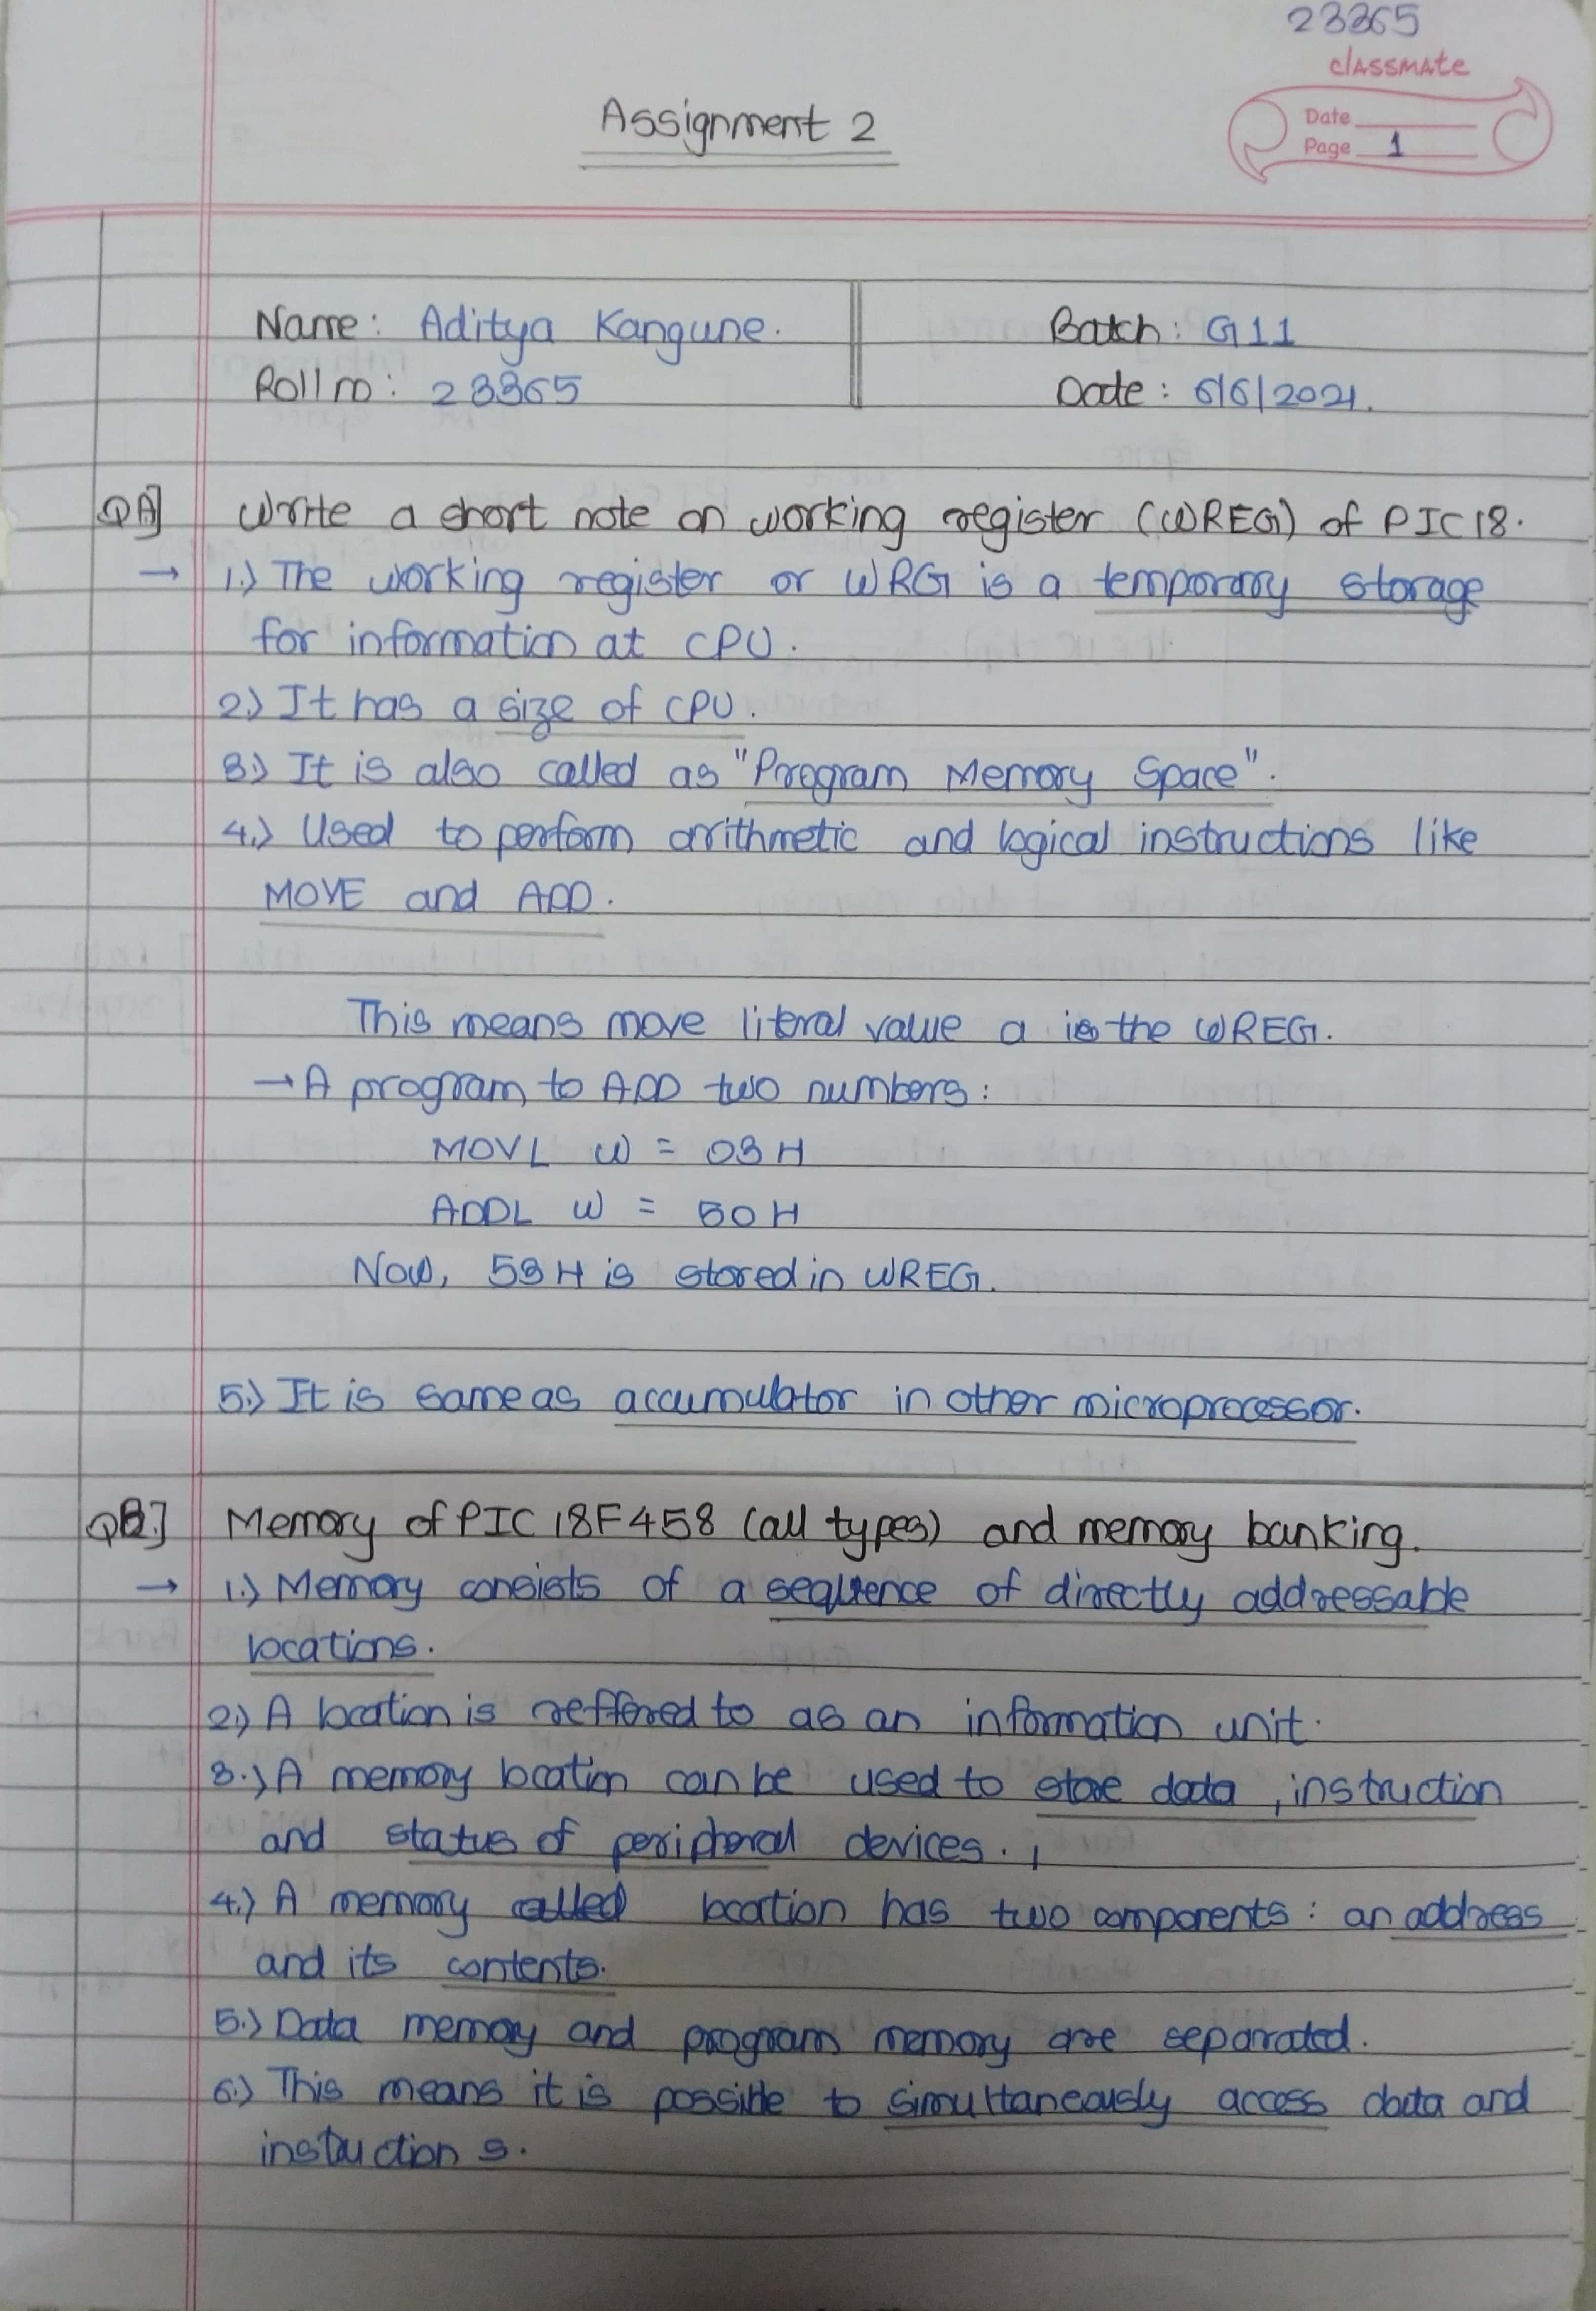 23365
classmate
Date
Page 1
Assignment 2
Name: Aditya Kangune.
Batch: G11
Roll no: 23365
Date: 6/6/2021.
QA] Write a short note on working register (WREG) of PIC18.
→ 1.) The working register or WRG is a temporary storage
for information at CPU.
2.) It has a size of CPU.
3.) It is also called as "Program Memory Space".
4.) Used to perform arithmetic and logical instructions like
MOVE and ADD.
This means move literal value a is the WREG.
→ A program to ADD two numbers:
MOVL W = 03H
ADDL W = 50H
Now, 53H is stored in WREG.
5.) It is same as accumulator in other microprocessor.
QB.] Memory of PIC 18F458 (all types) and memory banking.
→ 1.) Memory consists of a sequence of directly addressable
locations.
2.) A location is reffered to as an information unit.
3.) A memory location can be used to store data, instruction
and status of peripheral devices.
4.) A memory called location has two components: an address
and its contents.
5.) Data memory and program memory are separated.
6.) This means it is possible to simultaneously access data and
instructions.